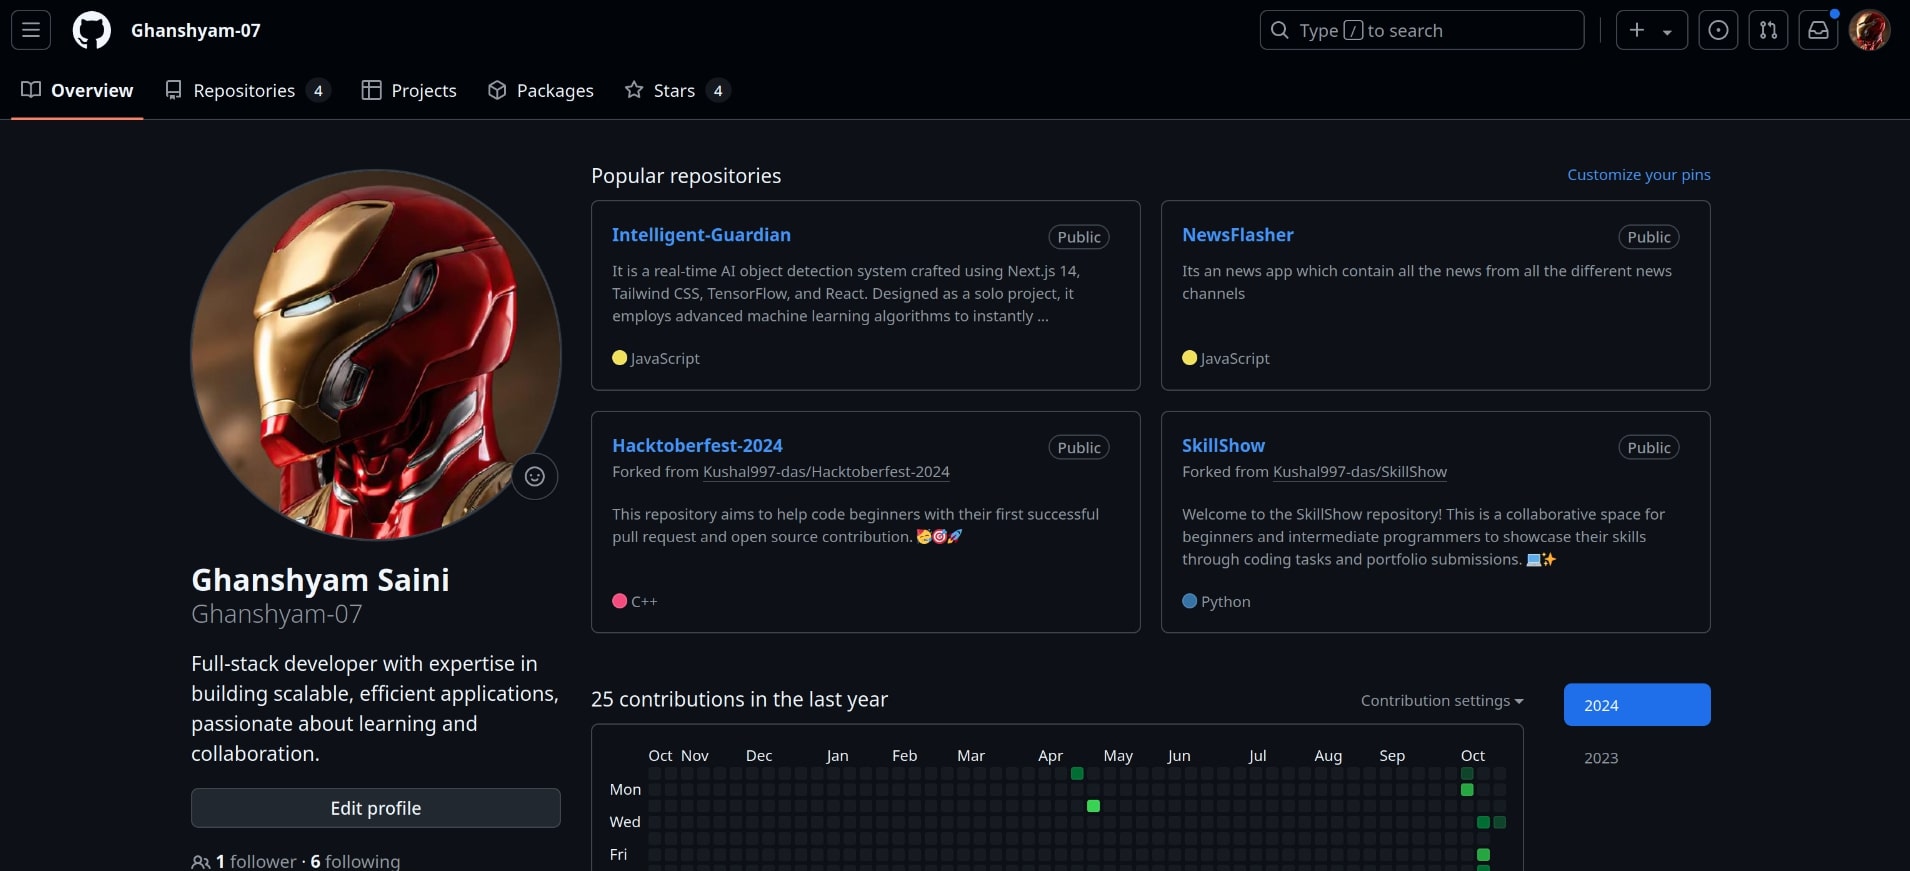 Ghanshyam-07
Type / to search
Overview
Repositories 4
Projects
Packages
Stars 4
Popular repositories
Customize your pins
Intelligent-Guardian
Public
It is a real-time AI object detection system crafted using Next.js 14,
Tailwind CSS, TensorFlow, and React. Designed as a solo project, it
employs advanced machine learning algorithms to instantly ...
JavaScript
NewsFlasher
Public
Its an news app which contain all the news from all the different news
channels
JavaScript
Hacktoberfest-2024
Public
Forked from Kushal997-das/Hacktoberfest-2024
This repository aims to help code beginners with their first successful
pull request and open source contribution. 🥳🎯🚀
C++
SkillShow
Public
Forked from Kushal997-das/SkillShow
Welcome to the SkillShow repository! This is a collaborative space for
beginners and intermediate programmers to showcase their skills
through coding tasks and portfolio submissions. 💻✨
Python
Ghanshyam Saini
Ghanshyam-07
Full-stack developer with expertise in
building scalable, efficient applications,
passionate about learning and
collaboration.
Edit profile
1 follower · 6 following
25 contributions in the last year
Contribution settings
2024
2023
Oct Nov Dec Jan Feb Mar Apr May Jun Jul Aug Sep Oct
Mon
Wed
Fri